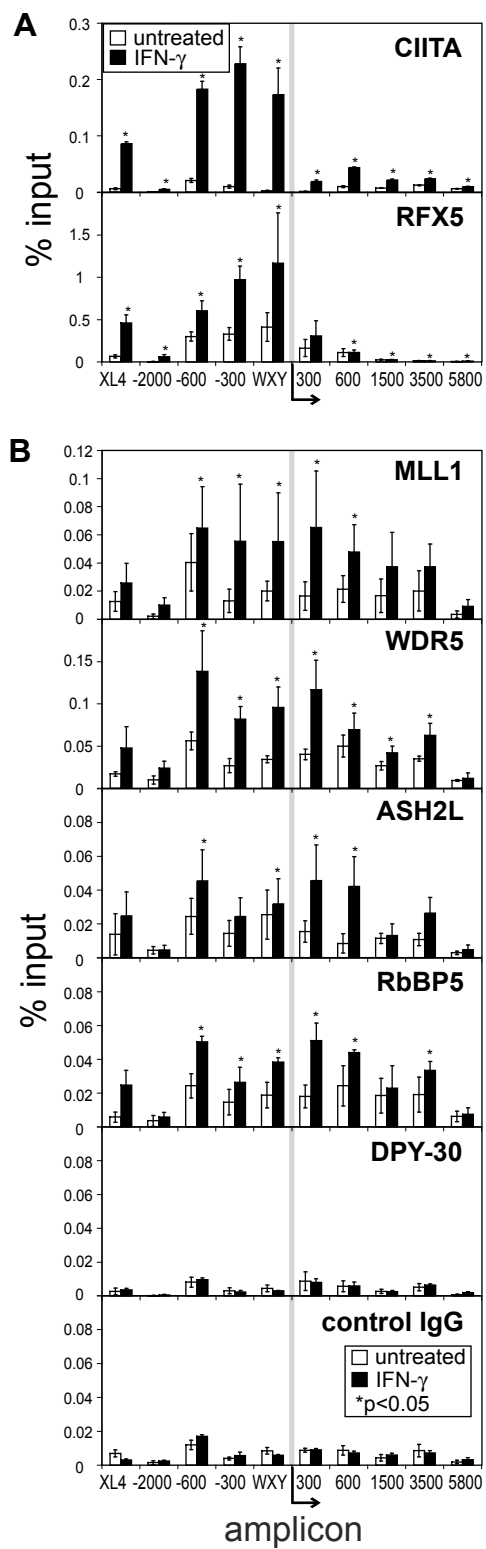 A
untreated
IFN-γ
CIITA
0.3
0.2
0.1
0
% input
RFX5
1.5
1
0.5
0
XL4 -2000 -600 -300 WXY 300 600 1500 3500 5800
* * * * * * * * * *
* * * * * * * * *
B
MLL1
0.12
0.1
0.08
0.06
0.04
0.02
0
* * * * *
WDR5
0.15
0.1
0.05
0
* * * * * * *
ASH2L
0.08
0.06
0.04
0.02
0
* * * *
% input
RbBP5
0.08
0.06
0.04
0.02
0
* * * * * *
DPY-30
0.08
0.06
0.04
0.02
0
control IgG
0.08
0.06
0.04
0.02
0
untreated
IFN-γ
*p<0.05
XL4 -2000 -600 -300 WXY 300 600 1500 3500 5800
amplicon